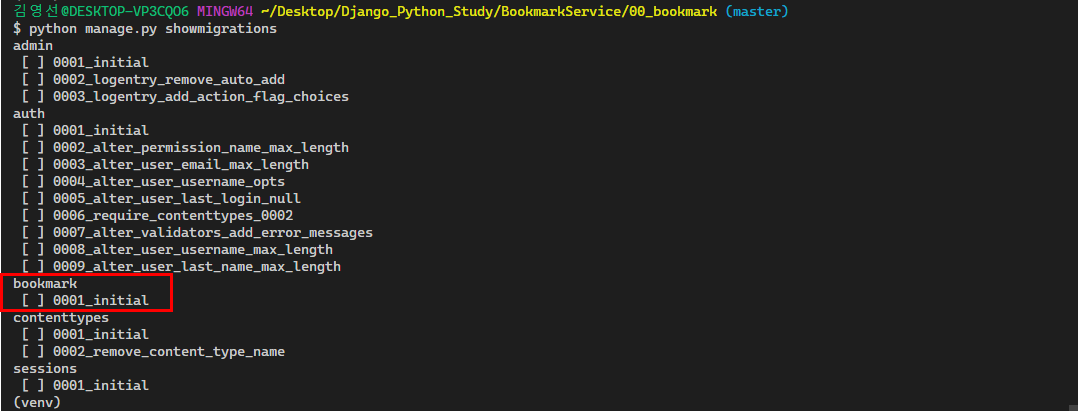 김영선@DESKTOP-VP3CQO6 MINGW64 ~/Desktop/Django_Python_Study/BookmarkService/00_bookmark (master)
$ python manage.py showmigrations
admin
 [ ] 0001_initial
 [ ] 0002_logentry_remove_auto_add
 [ ] 0003_logentry_add_action_flag_choices
auth
 [ ] 0001_initial
 [ ] 0002_alter_permission_name_max_length
 [ ] 0003_alter_user_email_max_length
 [ ] 0004_alter_user_username_opts
 [ ] 0005_alter_user_last_login_null
 [ ] 0006_require_contenttypes_0002
 [ ] 0007_alter_validators_add_error_messages
 [ ] 0008_alter_user_username_max_length
 [ ] 0009_alter_user_last_name_max_length
bookmark
 [ ] 0001_initial
contenttypes
 [ ] 0001_initial
 [ ] 0002_remove_content_type_name
sessions
 [ ] 0001_initial
(venv)